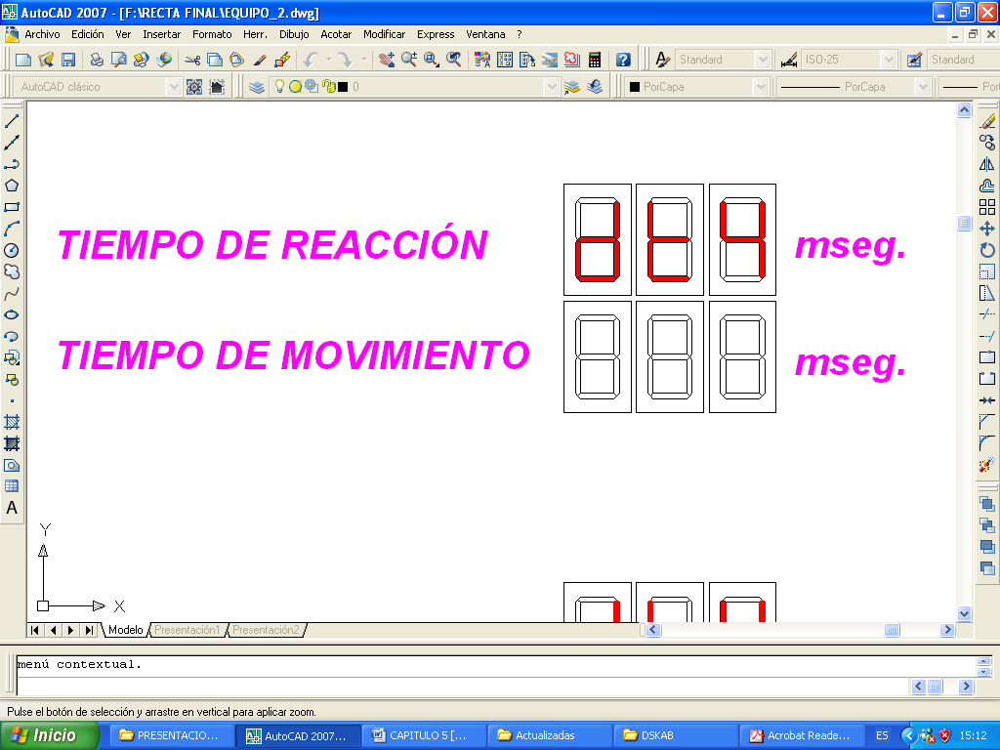 AutoCAD 2007 - [F:\RECTA FINAL\EQUIPO_2.dwg]
Archivo Edición Ver Insertar Formato Herr. Dibujo Acotar Modificar Express Ventana ?
Standard ISO-25 Standard
AutoCAD clásico 0 PorCapa PorCapa Por
TIEMPO DE REACCIÓN dt4 mseg.
TIEMPO DE MOVIMIENTO mseg.
A
Y
X
Modelo Presentación1 Presentación2
menú contextual.
Pulse el botón de selección y arrastre en vertical para aplicar zoom.
Inicio PRESENTACIO... AutoCAD 2007... CAPITULO 5 [... Actualizadas DSKAB Acrobat Reade... ES 15:12